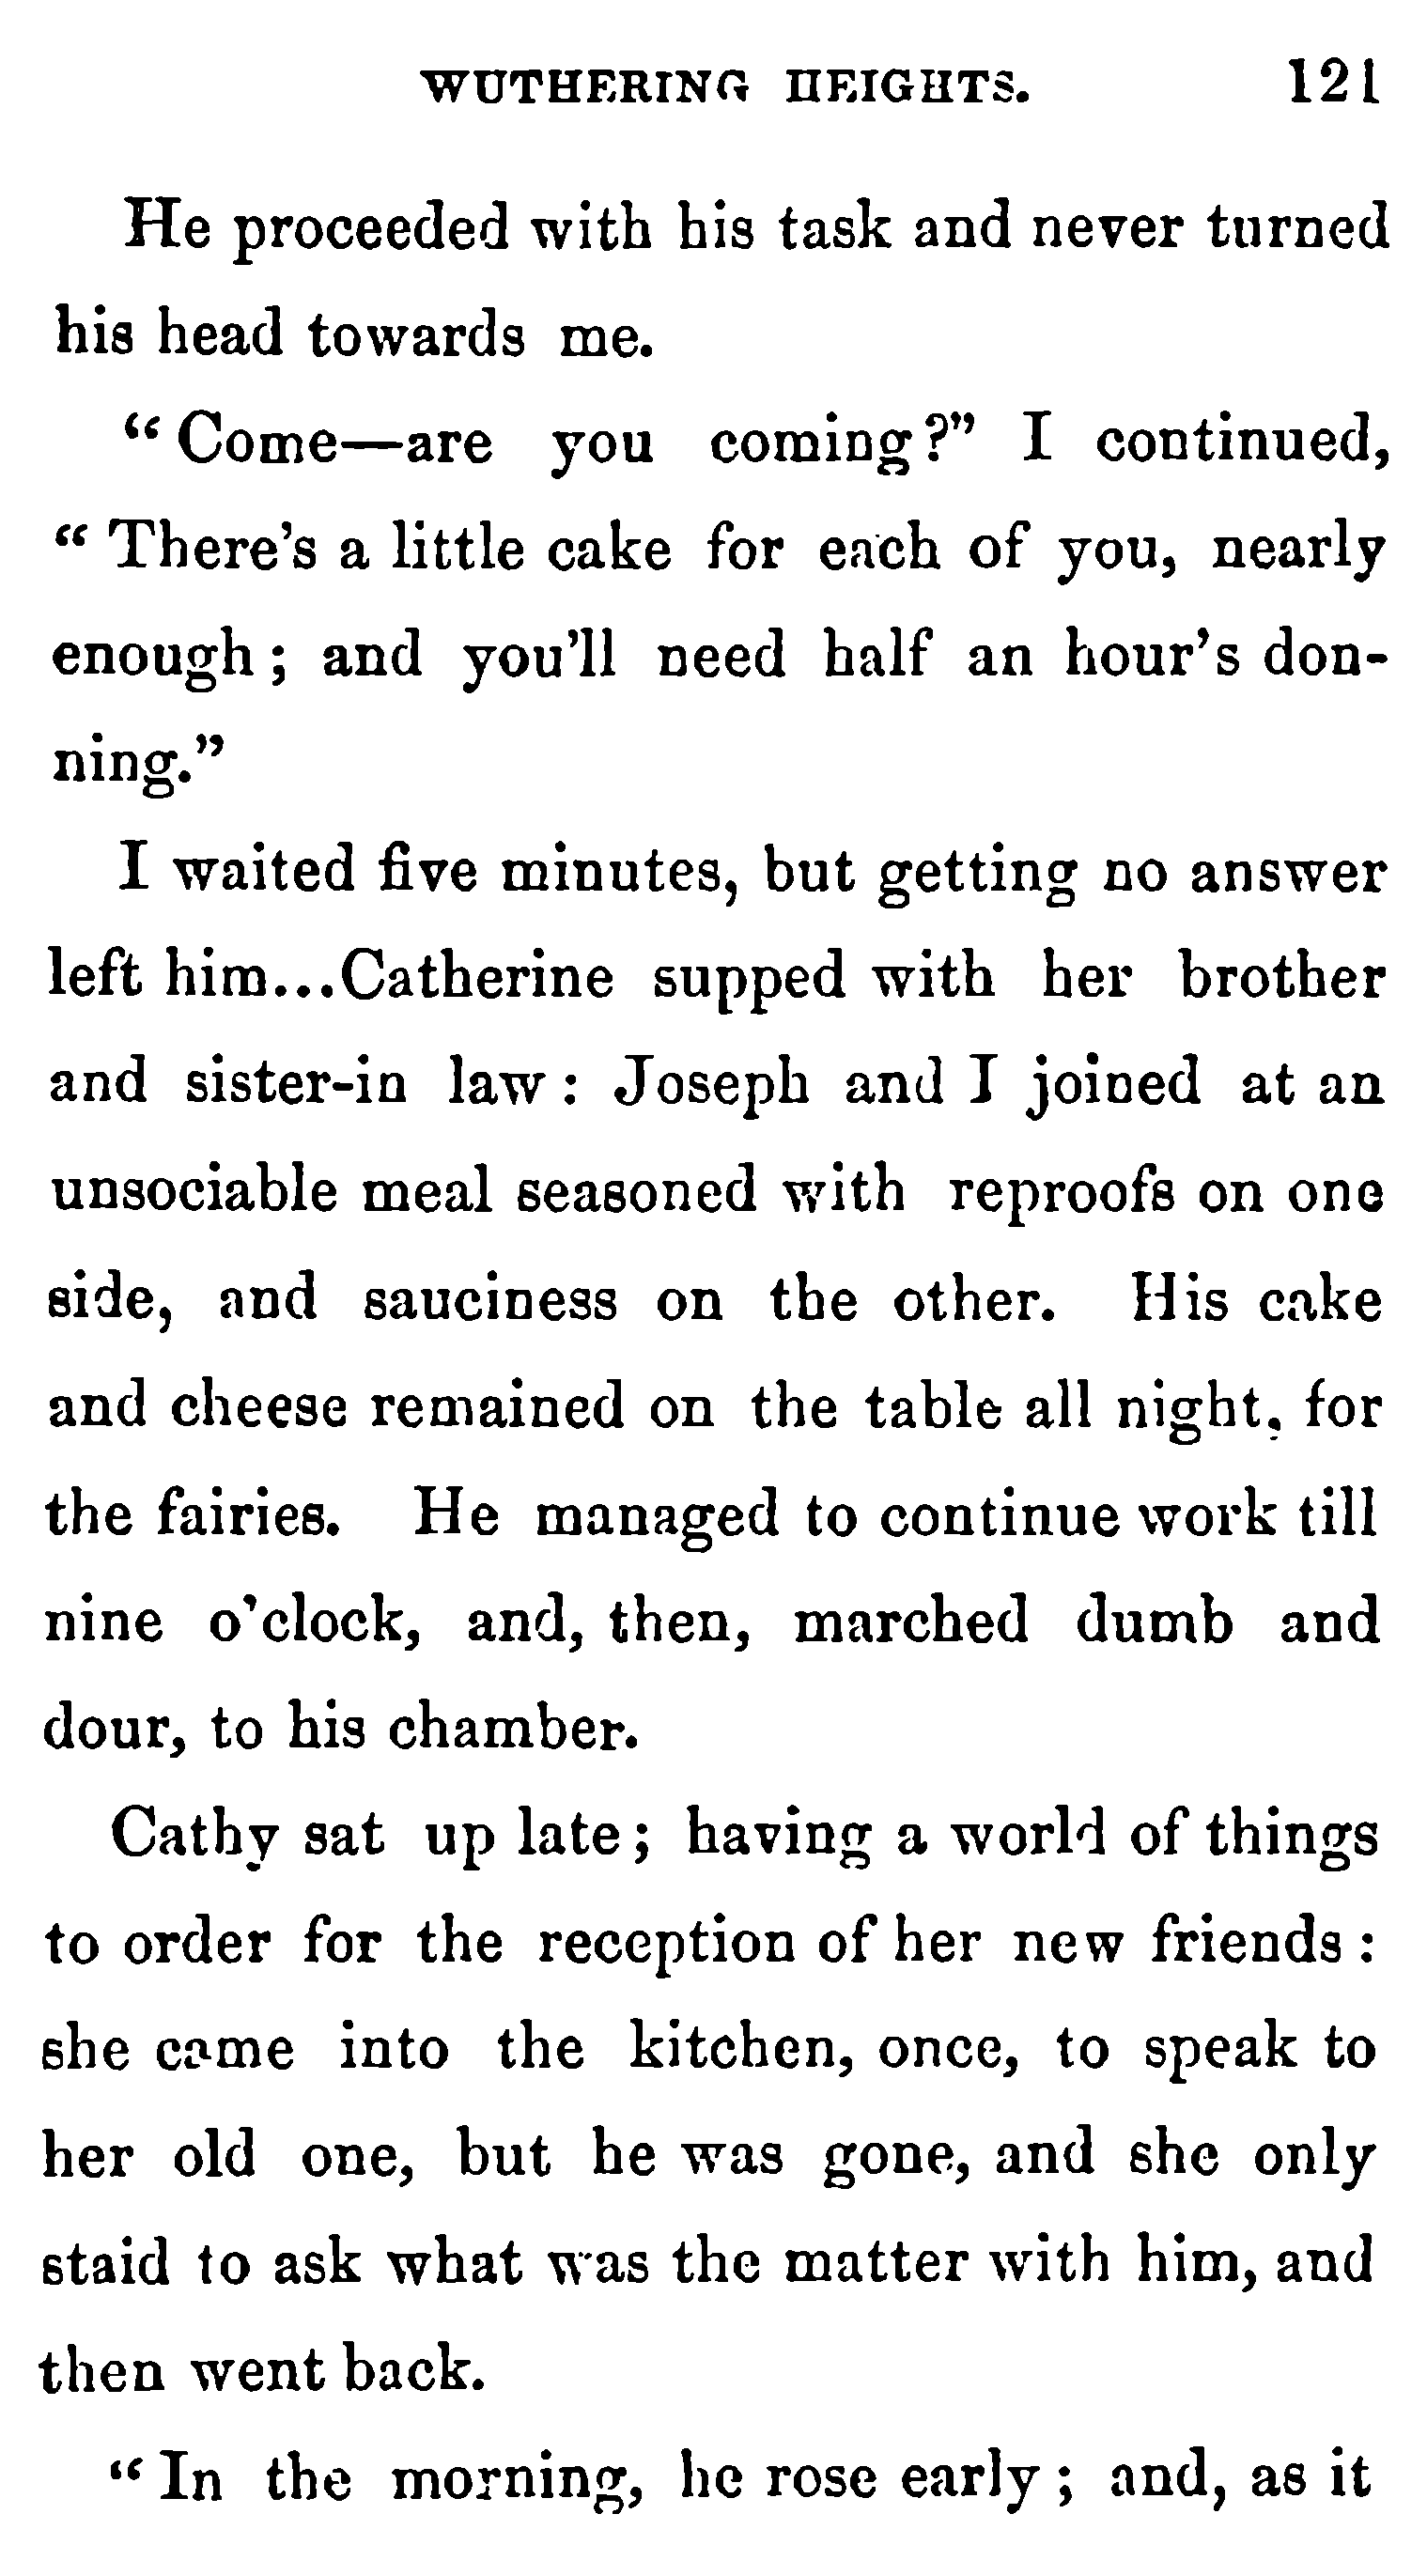 WUTHERING HEIGHTS. 121
He proceeded with his task and never turned
his head towards me.
“Come—are you coming?” I continued,
“There's a little cake for each of you, nearly
enough; and you'll need half an hour's don-
ning.”
I waited five minutes, but getting no answer
left him...Catherine supped with her brother
and sister-in law: Joseph and I joined at an
unsociable meal seasoned with reproofs on one
side, and sauciness on the other. His cake
and cheese remained on the table all night, for
the fairies. He managed to continue work till
nine o'clock, and, then, marched dumb and
dour, to his chamber.
Cathy sat up late; having a world of things
to order for the reception of her new friends:
she came into the kitchen, once, to speak to
her old one, but he was gone, and she only
staid to ask what was the matter with him, and
then went back.
“In the morning, he rose early; and, as it